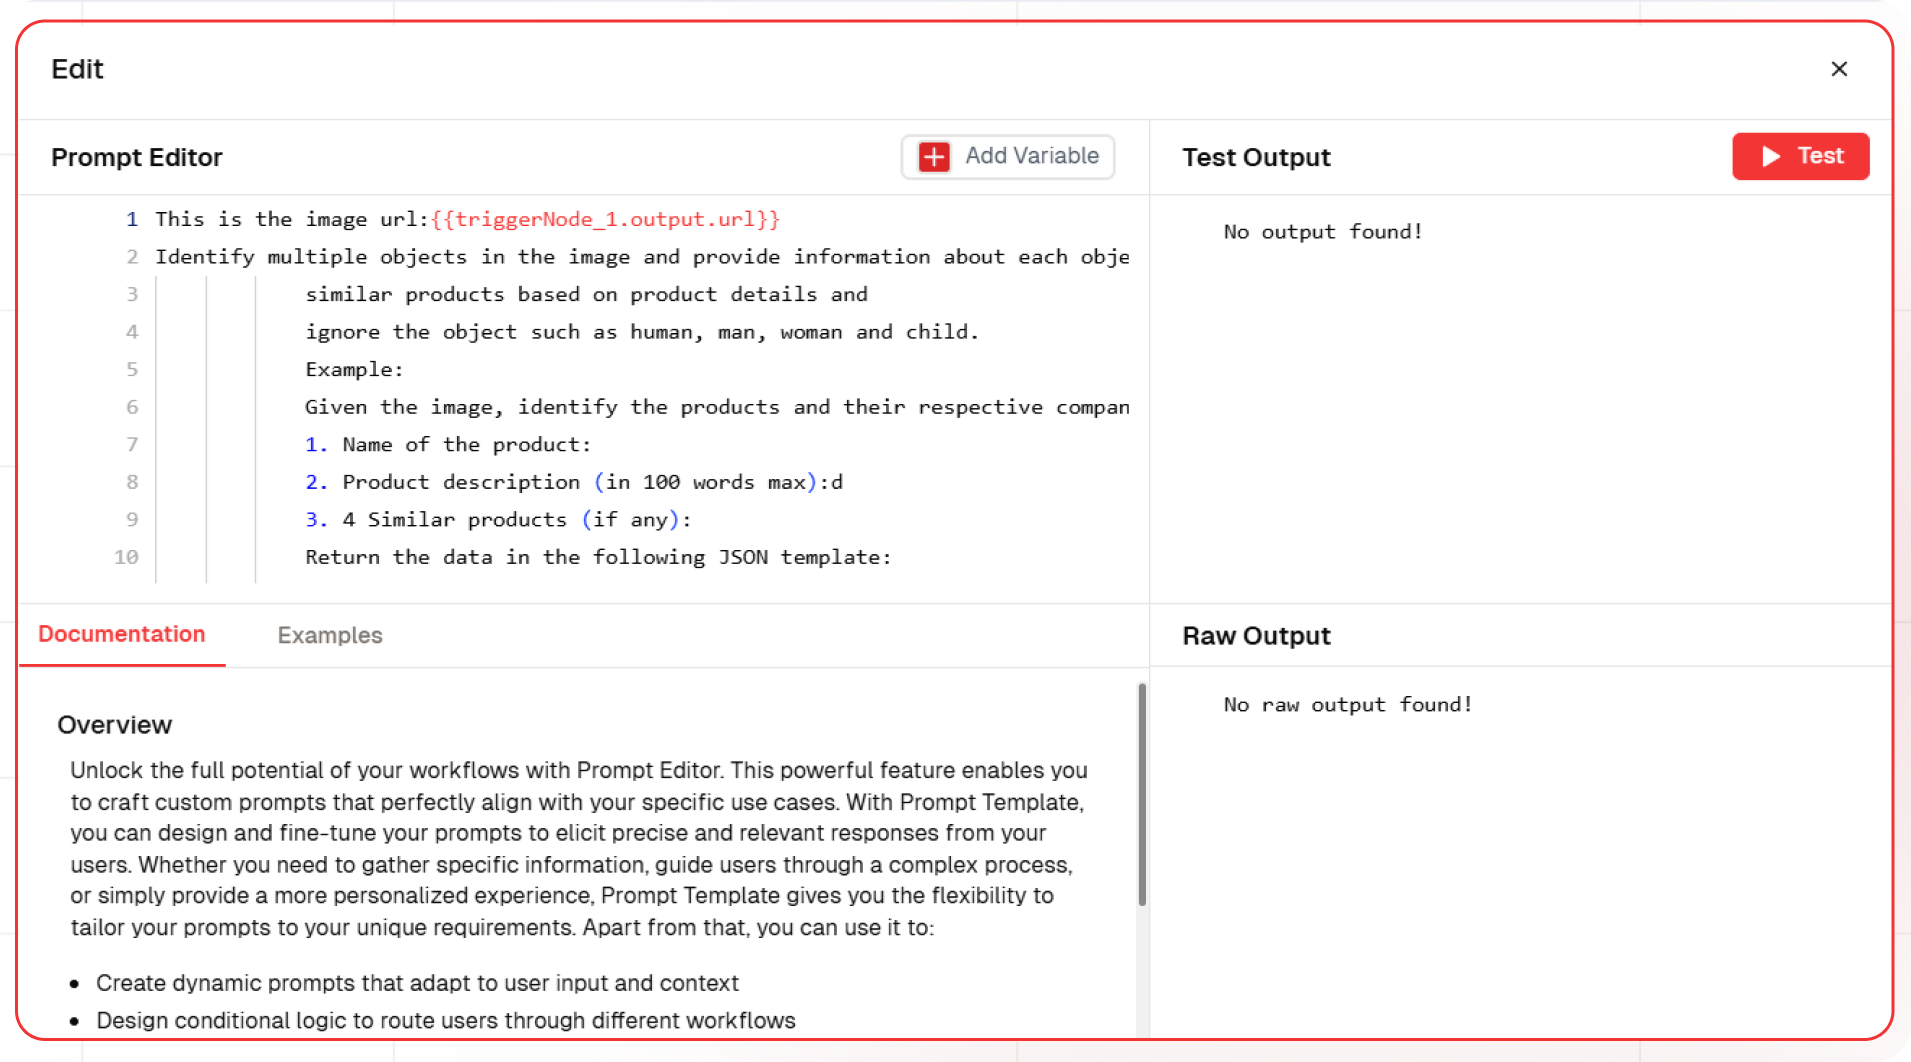 Edit
Prompt Editor
Add Variable
1 This is the image url:{{triggerNode_1.output.url}}
2 Identify multiple objects in the image and provide information about each obje
3 similar products based on product details and
4 ignore the object such as human, man, woman and child.
5 Example:
6 Given the image, identify the products and their respective compan
7 1. Name of the product:
8 2. Product description (in 100 words max):d
9 3. 4 Similar products (if any):
10 Return the data in the following JSON template:
Test Output
Test
No output found!
Documentation
Examples
Overview
Unlock the full potential of your workflows with Prompt Editor. This powerful feature enables you
to craft custom prompts that perfectly align with your specific use cases. With Prompt Template,
you can design and fine-tune your prompts to elicit precise and relevant responses from your
users. Whether you need to gather specific information, guide users through a complex process,
or simply provide a more personalized experience, Prompt Template gives you the flexibility to
tailor your prompts to your unique requirements. Apart from that, you can use it to:
• Create dynamic prompts that adapt to user input and context
• Design conditional logic to route users through different workflows
Raw Output
No raw output found!